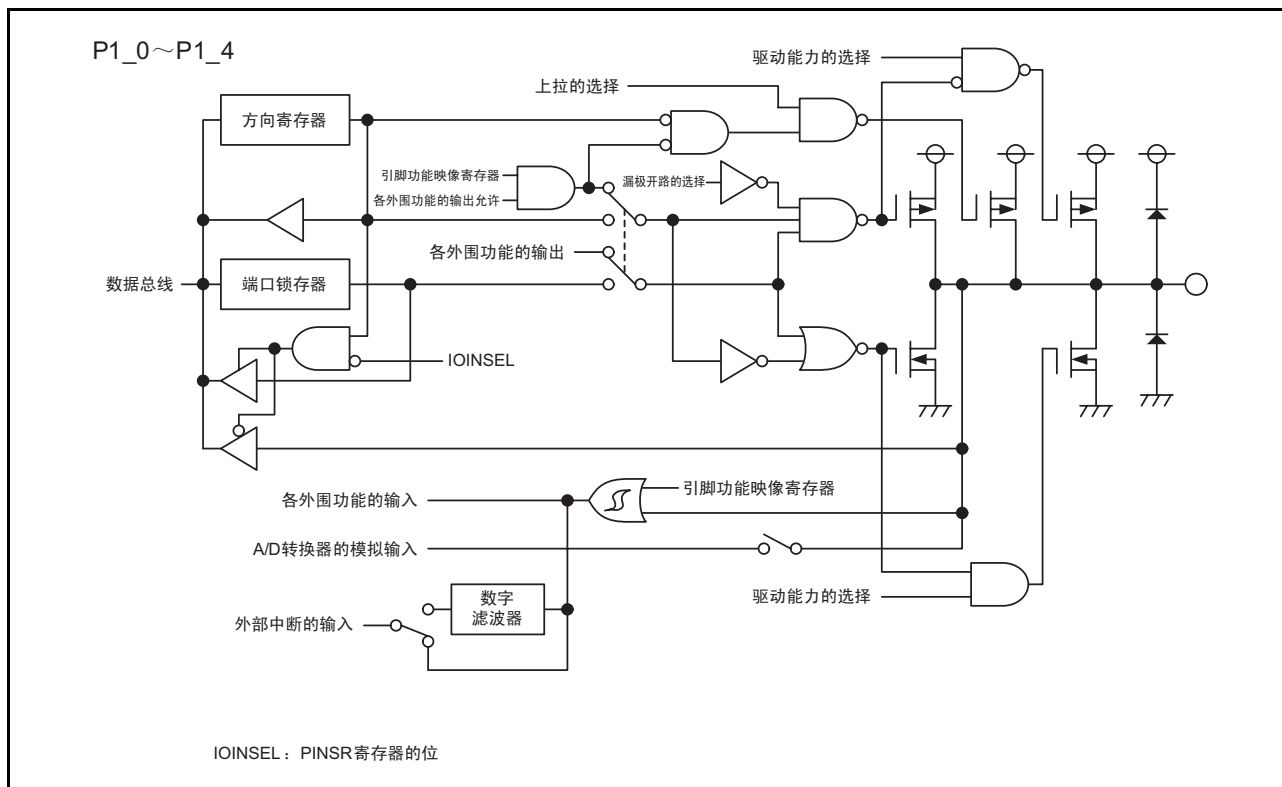 P1_0～P1_4
驱动能力的选择
上拉的选择
方向寄存器
引脚功能映像寄存器
各外围功能的输出允许
漏极开路的选择
各外围功能的输出
数据总线
端口锁存器
IOINSEL
引脚功能映像寄存器
各外围功能的输入
A/D转换器的模拟输入
驱动能力的选择
数字
滤波器
外部中断的输入
IOINSEL：PINSR寄存器的位